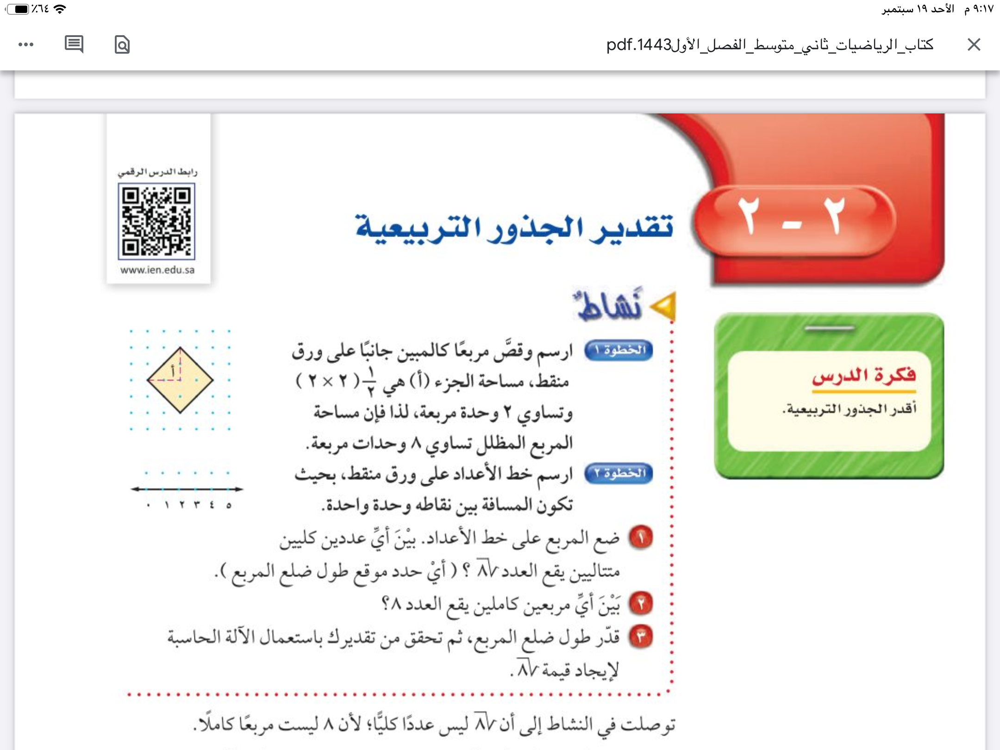 ٩:١٧ م الأحد ١٩ سبتمبر
٪٦٤
كتاب_الرياضيات_ثاني_متوسط_الفصل_الأول1443.pdf
٢ - ٢
تقدير الجذور التربيعية
رابط الدرس الرقمي
www.ien.edu.sa
فكرة الدرس
أقدر الجذور التربيعية.
نَشاطٌ
الخطوة ١ ارسم وقصَّ مربعًا كالمبين جانبًا على ورق
منقط، مساحة الجزء (أ) هي ١/٢ (٢ × ٢)
وتساوي ٢ وحدة مربعة، لذا فإن مساحة
المربع المظلل تساوي ٨ وحدات مربعة.
أ
الخطوة ٢ ارسم خط الأعداد على ورق منقط، بحيث
تكون المسافة بين نقاطه وحدة واحدة.
٠ ١ ٢ ٣ ٤ ٥
١ ضع المربع على خط الأعداد. بيْنَ أيِّ عددين كليين
متتاليين يقع العدد √٨ ؟ (أيْ حدد موقع طول ضلع المربع).
٢ بَيْنَ أيِّ مربعين كاملين يقع العدد ٨؟
٣ قدّر طول ضلع المربع، ثم تحقق من تقديرك باستعمال الآلة الحاسبة
لإيجاد قيمة √٨ .
توصلت في النشاط إلى أن √٨ ليس عددًا كليًّا؛ لأن ٨ ليست مربعًا كاملًا.